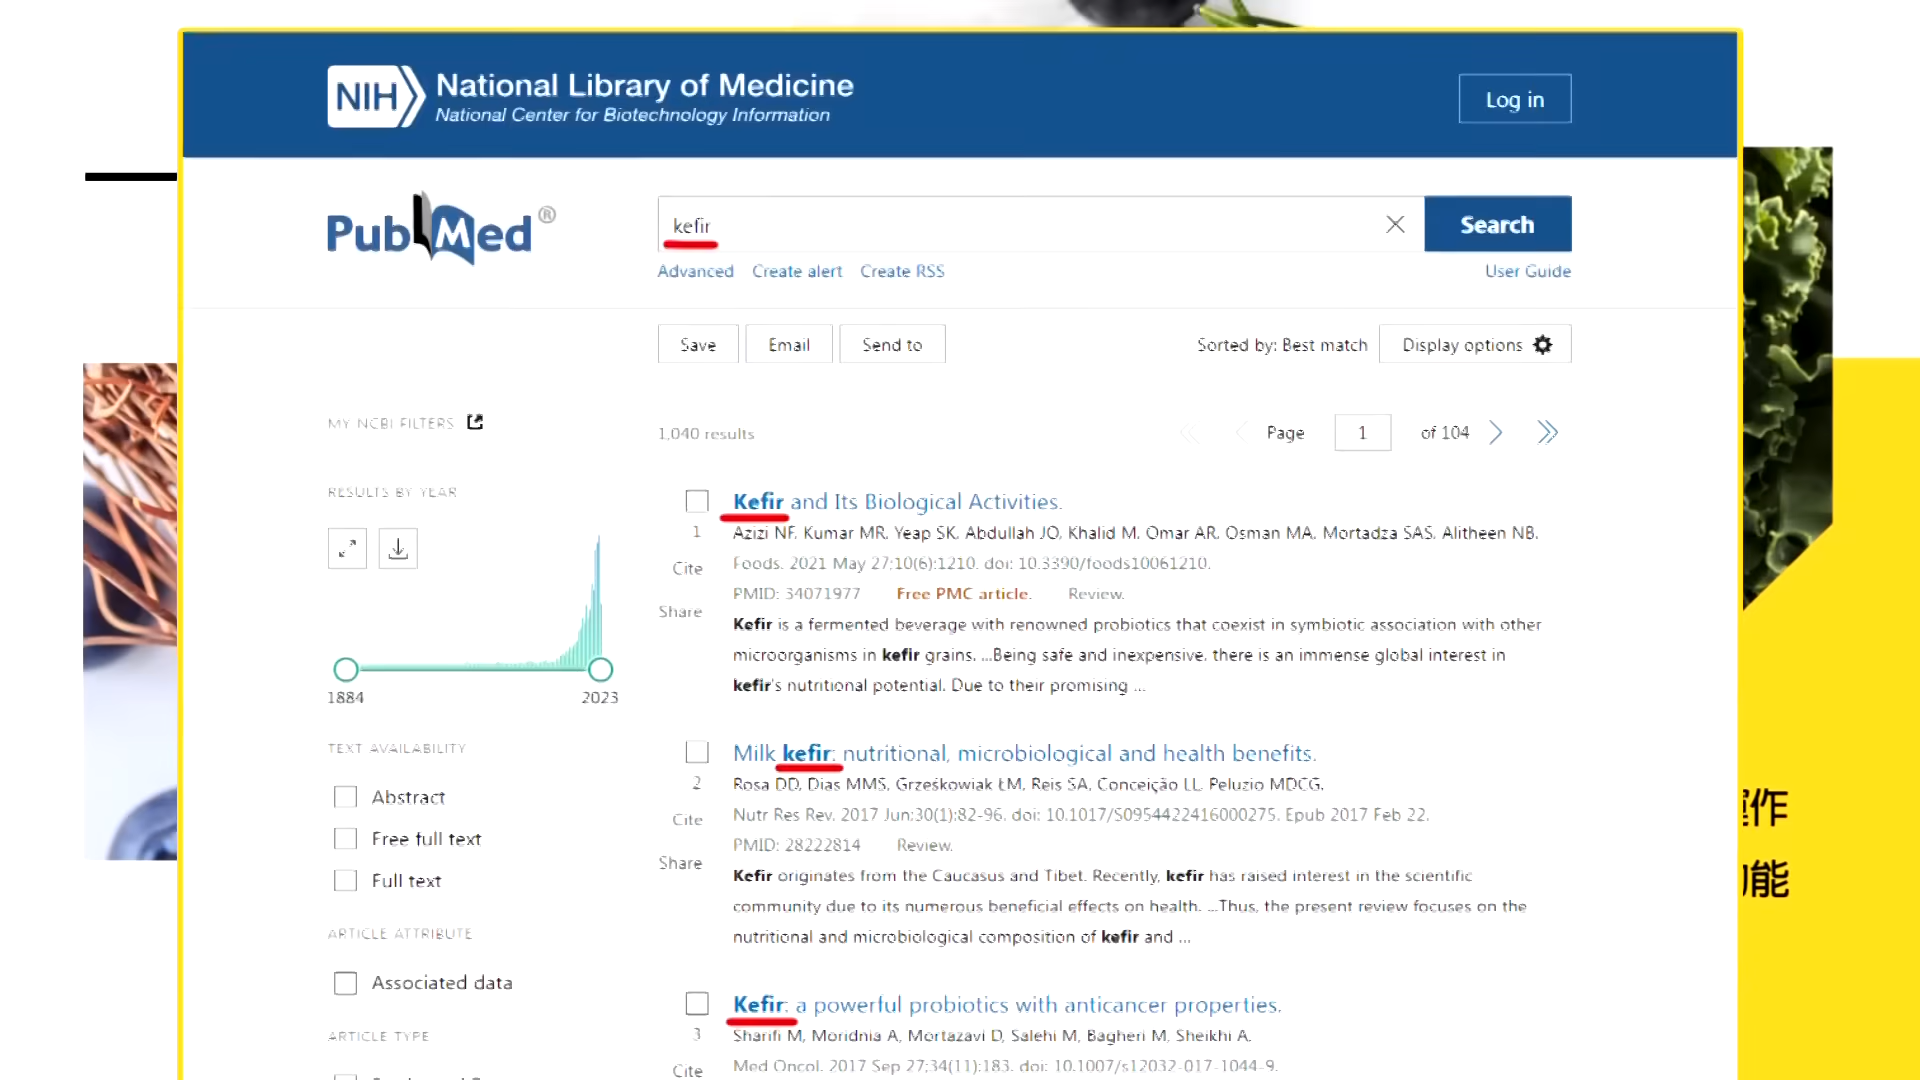 NIH National Library of Medicine
National Center for Biotechnology Information
Log in
PubMed®
kefir
Search
Advanced Create alert Create RSS
User Guide
Save Email Send to
Sorted by: Best match
Display options
MY NCBI FILTERS
1,040 results
Page 1 of 104
RESULTS BY YEAR
1884 2023
TEXT AVAILABILITY
Abstract
Free full text
Full text
ARTICLE ATTRIBUTE
Associated data
ARTICLE TYPE
Kefir and Its Biological Activities.
1
Cite
Share
Azizi NF, Kumar MR, Yeap SK, Abdullah JO, Khalid M, Omar AR, Osman MA, Mortadza SAS, Alitheen NB.
Foods. 2021 May 27;10(6):1210. doi: 10.3390/foods10061210.
PMID: 34071977 Free PMC article. Review.
Kefir is a fermented beverage with renowned probiotics that coexist in symbiotic association with other
microorganisms in kefir grains. ...Being safe and inexpensive, there is an immense global interest in
kefir's nutritional potential. Due to their promising ...
Milk kefir: nutritional, microbiological and health benefits.
2
Cite
Share
Rosa DD, Dias MMS, Grześkowiak ŁM, Reis SA, Conceição LL, Peluzio MDCG.
Nutr Res Rev. 2017 Jun;30(1):82-96. doi: 10.1017/S0954422416000275. Epub 2017 Feb 22.
PMID: 28222814 Review.
Kefir originates from the Caucasus and Tibet. Recently, kefir has raised interest in the scientific
community due to its numerous beneficial effects on health. ...Thus, the present review focuses on the
nutritional and microbiological composition of kefir and ...
Kefir: a powerful probiotics with anticancer properties.
3
Cite
Sharifi M, Moridnia A, Mortazavi D, Salehi M, Bagheri M, Sheikhi A.
Med Oncol. 2017 Sep 27;34(11):183. doi: 10.1007/s12032-017-1044-9.
作
能